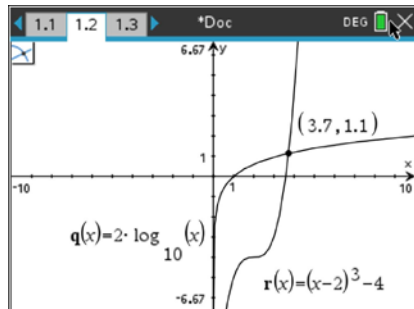 1.1 1.2 1.3 *Doc DEG
6.67 y
(3.7,1.1)
1
x
-10 1 10
q(x)=2·log₁₀(x)
r(x)=(x-2)³-4
-6.67